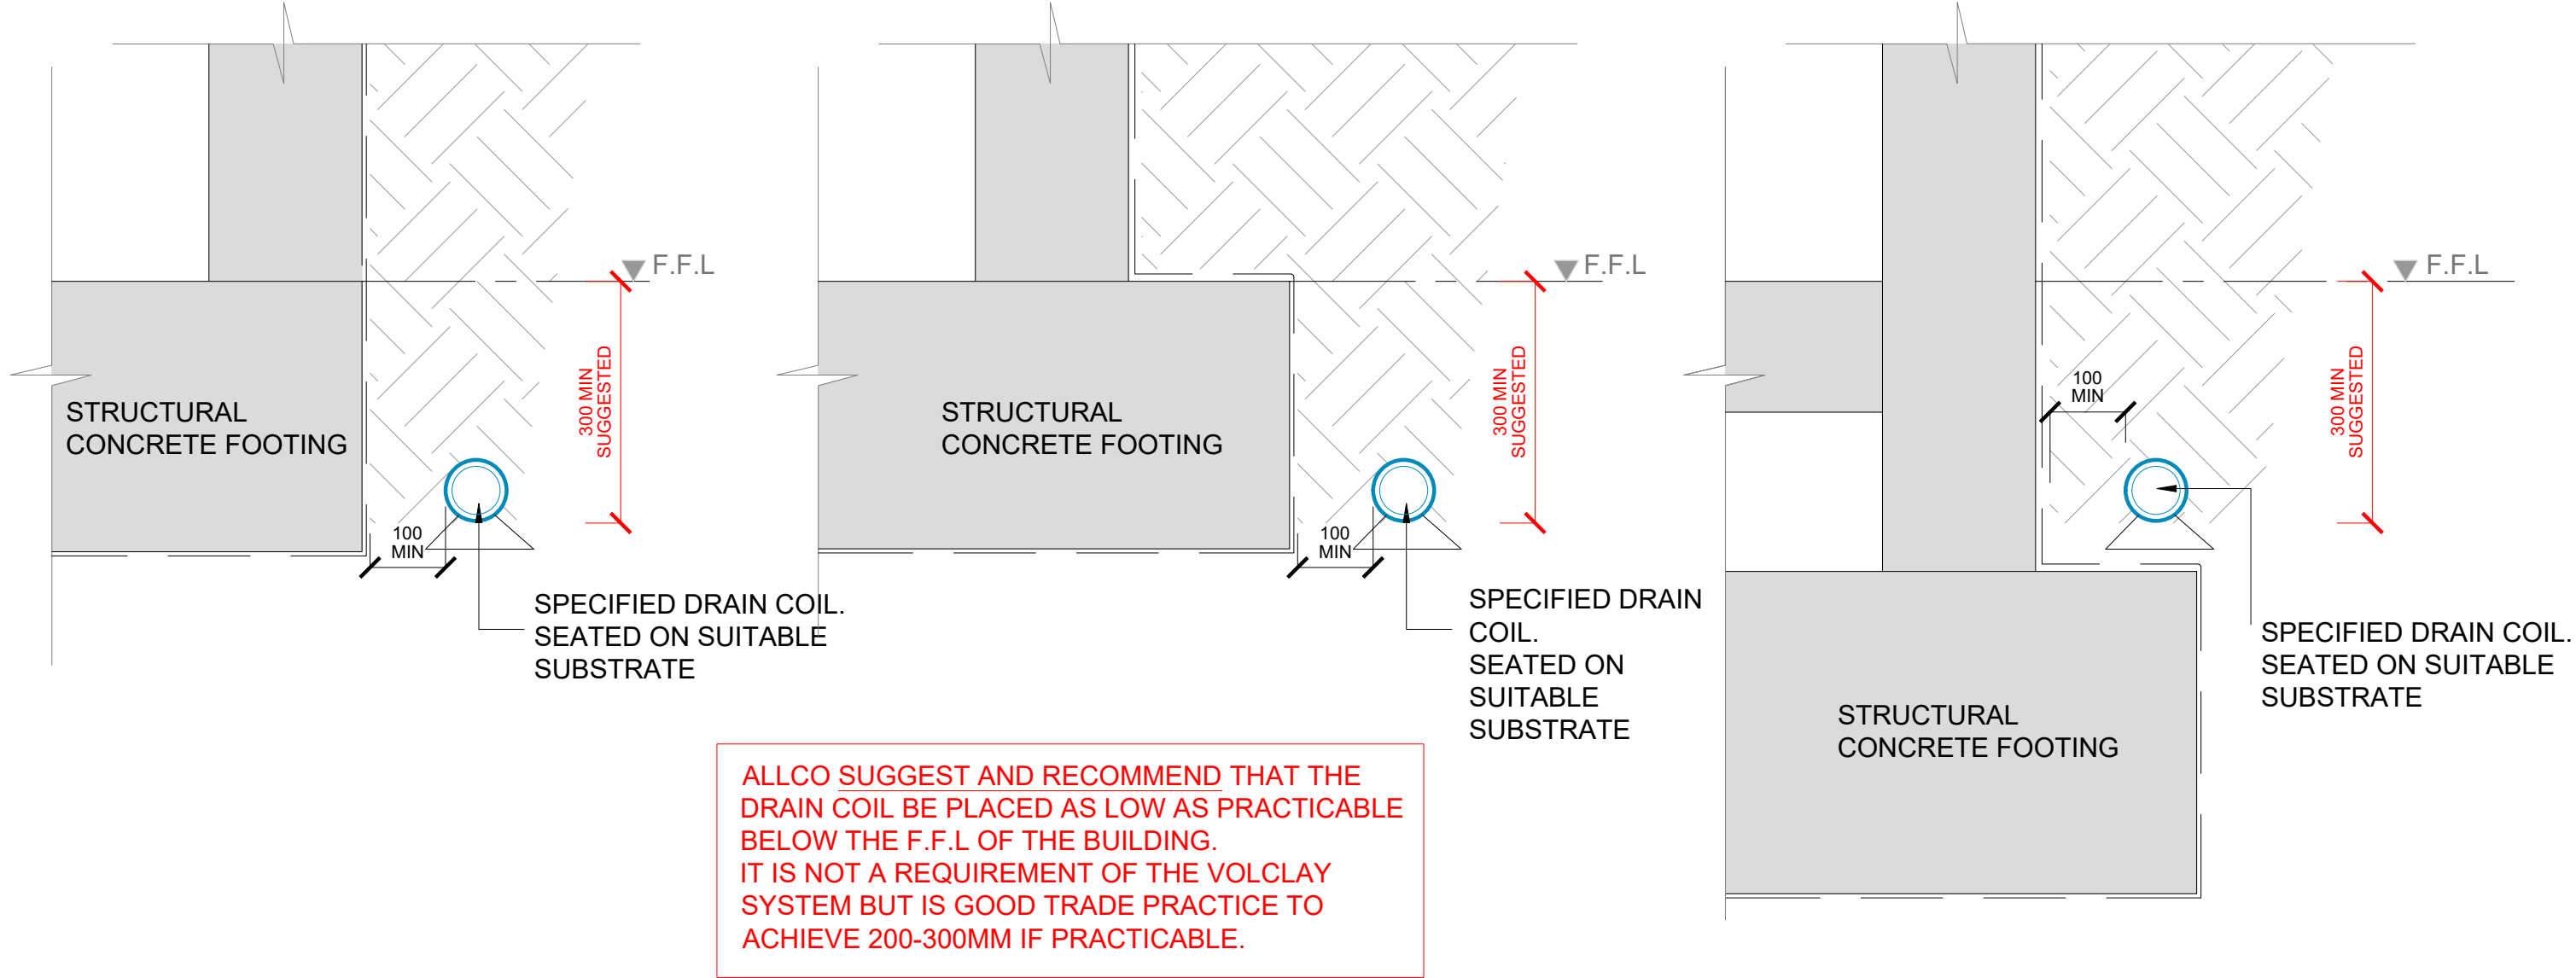 F.F.L
300 MIN
SUGGESTED
STRUCTURAL
CONCRETE FOOTING
100
MIN
SPECIFIED DRAIN COIL.
SEATED ON SUITABLE
SUBSTRATE
F.F.L
300 MIN
SUGGESTED
STRUCTURAL
CONCRETE FOOTING
100
MIN
SPECIFIED DRAIN
COIL.
SEATED ON
SUITABLE
SUBSTRATE
F.F.L
100
MIN
300 MIN
SUGGESTED
SPECIFIED DRAIN COIL.
SEATED ON SUITABLE
SUBSTRATE
STRUCTURAL
CONCRETE FOOTING
ALLCO SUGGEST AND RECOMMEND THAT THE
DRAIN COIL BE PLACED AS LOW AS PRACTICABLE
BELOW THE F.F.L OF THE BUILDING.
IT IS NOT A REQUIREMENT OF THE VOLCLAY
SYSTEM BUT IS GOOD TRADE PRACTICE TO
ACHIEVE 200-300MM IF PRACTICABLE.